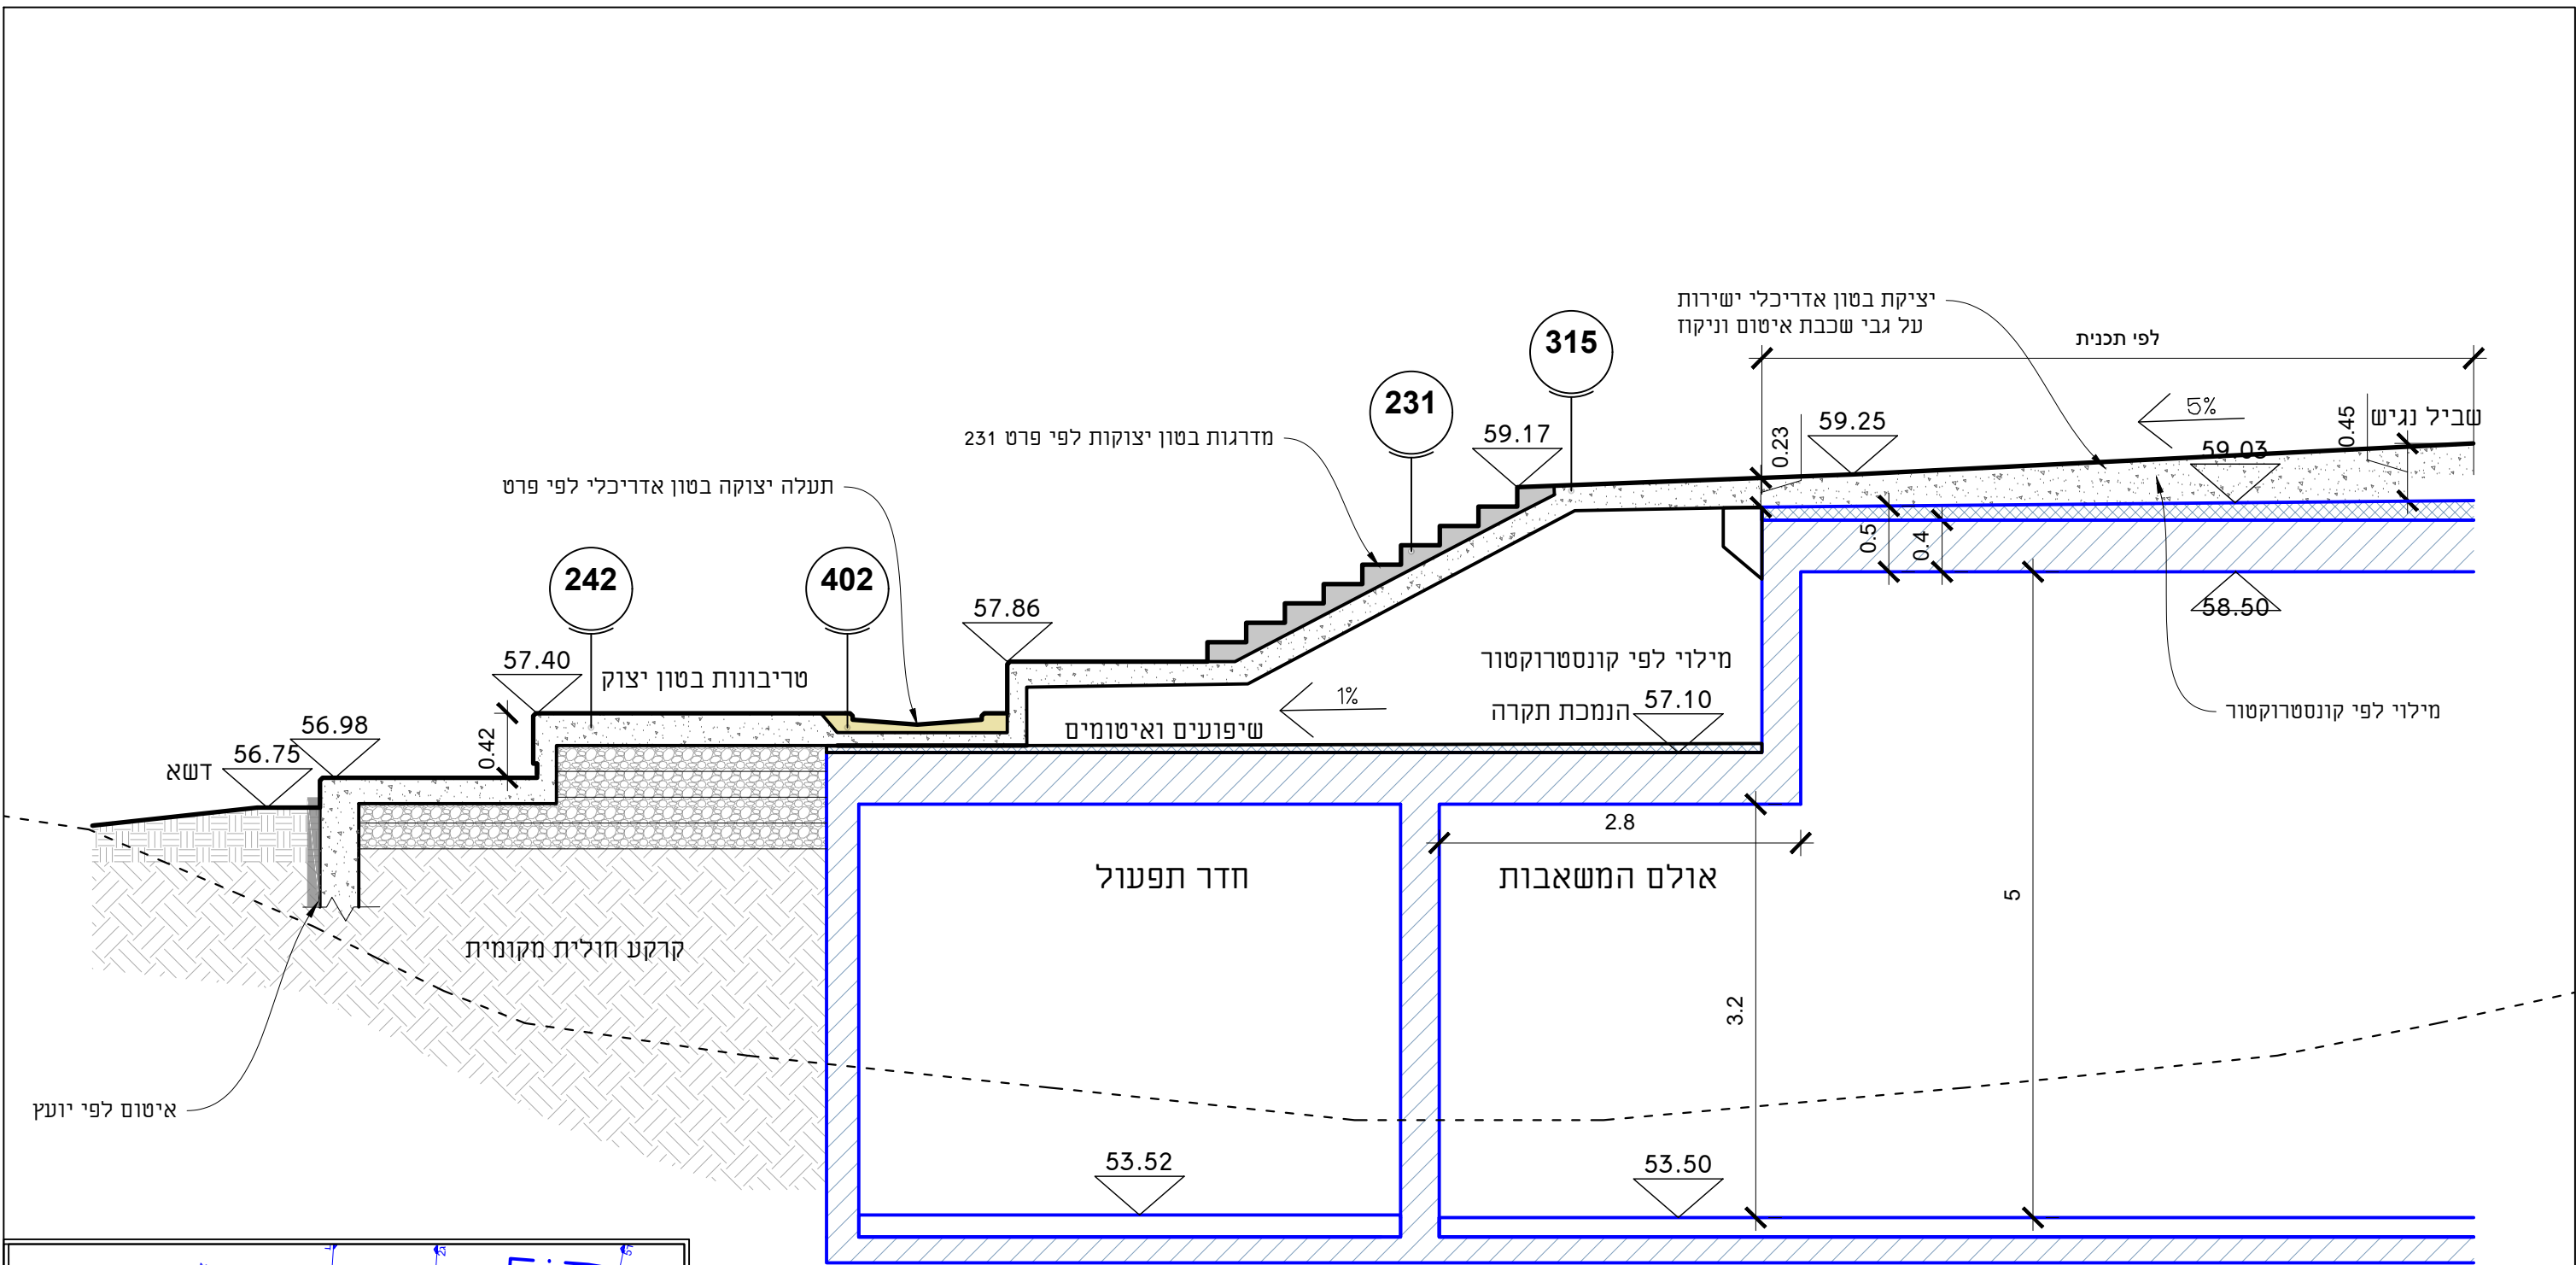 יציקת בטון אדריכלי ישירות
על גבי שכבת איטום וניקוז
לפי תכנית
315
231
5%
שביל נגיש
0.45
59.25
59.03
0.23
59.17
מדרגות בטון יצוקות לפי פרט 231
תעלה יצוקה בטון אדריכלי לפי פרט
0.5
0.4
242
402
57.86
58.50
57.40
טריבונות בטון יצוק
מילוי לפי קונסטרוקטור
1%
הנמכת תקרה
57.10
מילוי לפי קונסטרוקטור
שיפועים ואיטומים
56.98
0.42
56.75
דשא
2.8
חדר תפעול
אולם המשאבות
5
קרקע חולית מקומית
3.2
איטום לפי יועץ
53.52
53.50